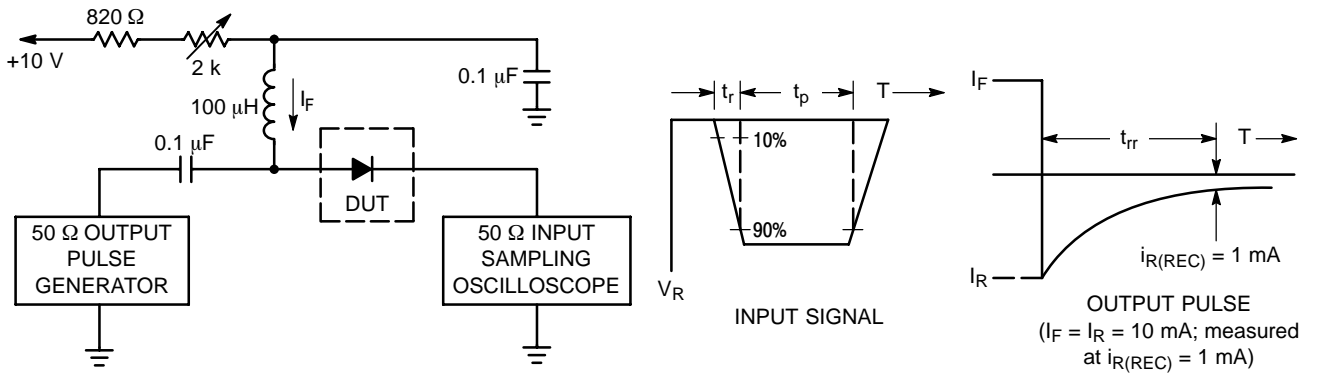 820 Ω
+10 V
2 k
100 μH
I_F
0.1 μF
0.1 μF
DUT
50 Ω OUTPUT
PULSE
GENERATOR
50 Ω INPUT
SAMPLING
OSCILLOSCOPE
t_r
t_p
T
10%
90%
V_R
INPUT SIGNAL
I_F
t_rr
T
i_R(REC) = 1 mA
I_R
OUTPUT PULSE
(I_F = I_R = 10 mA; measured
at i_R(REC) = 1 mA)